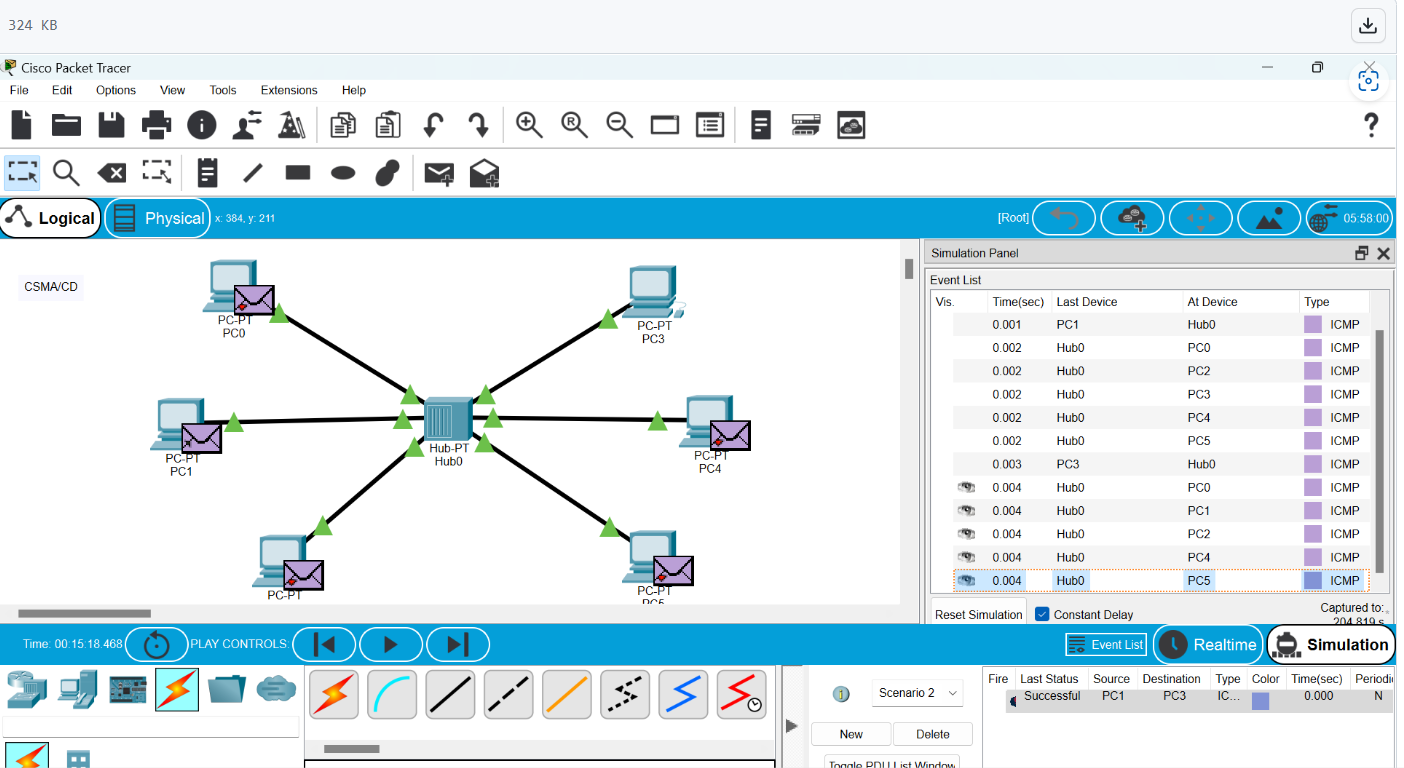 324 KB
Cisco Packet Tracer
File Edit Options View Tools Extensions Help
Logical Physical x: 384, y: 211 [Root] 05:58:00
CSMA/CD
PC-PT
PC0
PC-PT
PC3
PC-PT
PC1
Hub-PT
Hub0
PC-PT
PC4
PC-PT
PC-PT
PC5
Simulation Panel
Event List
Vis. Time(sec) Last Device At Device Type
0.001 PC1 Hub0 ICMP
0.002 Hub0 PC0 ICMP
0.002 Hub0 PC2 ICMP
0.002 Hub0 PC3 ICMP
0.002 Hub0 PC4 ICMP
0.002 Hub0 PC5 ICMP
0.003 PC3 Hub0 ICMP
0.004 Hub0 PC0 ICMP
0.004 Hub0 PC1 ICMP
0.004 Hub0 PC2 ICMP
0.004 Hub0 PC4 ICMP
0.004 Hub0 PC5 ICMP
Reset Simulation Constant Delay Captured to:
204.819 s
Time: 00:15:18.468 PLAY CONTROLS: Event List Realtime Simulation
Scenario 2
New Delete
Toggle PDU List Window
Fire Last Status Source Destination Type Color Time(sec) Periodi
Successful PC1 PC3 IC... 0.000 N